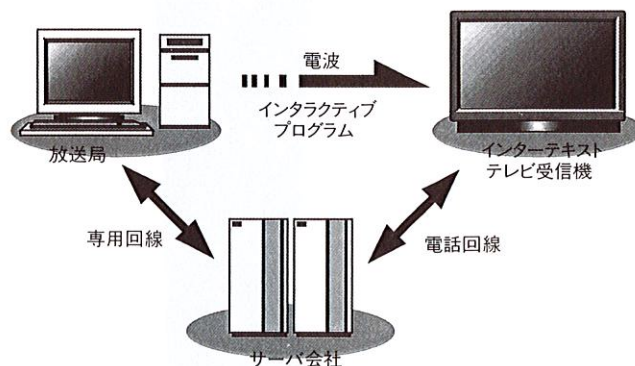 電波
インタラクティブ
プログラム
放送局
インターテキスト
テレビ受信機
専用回線
電話回線
サーバ会社